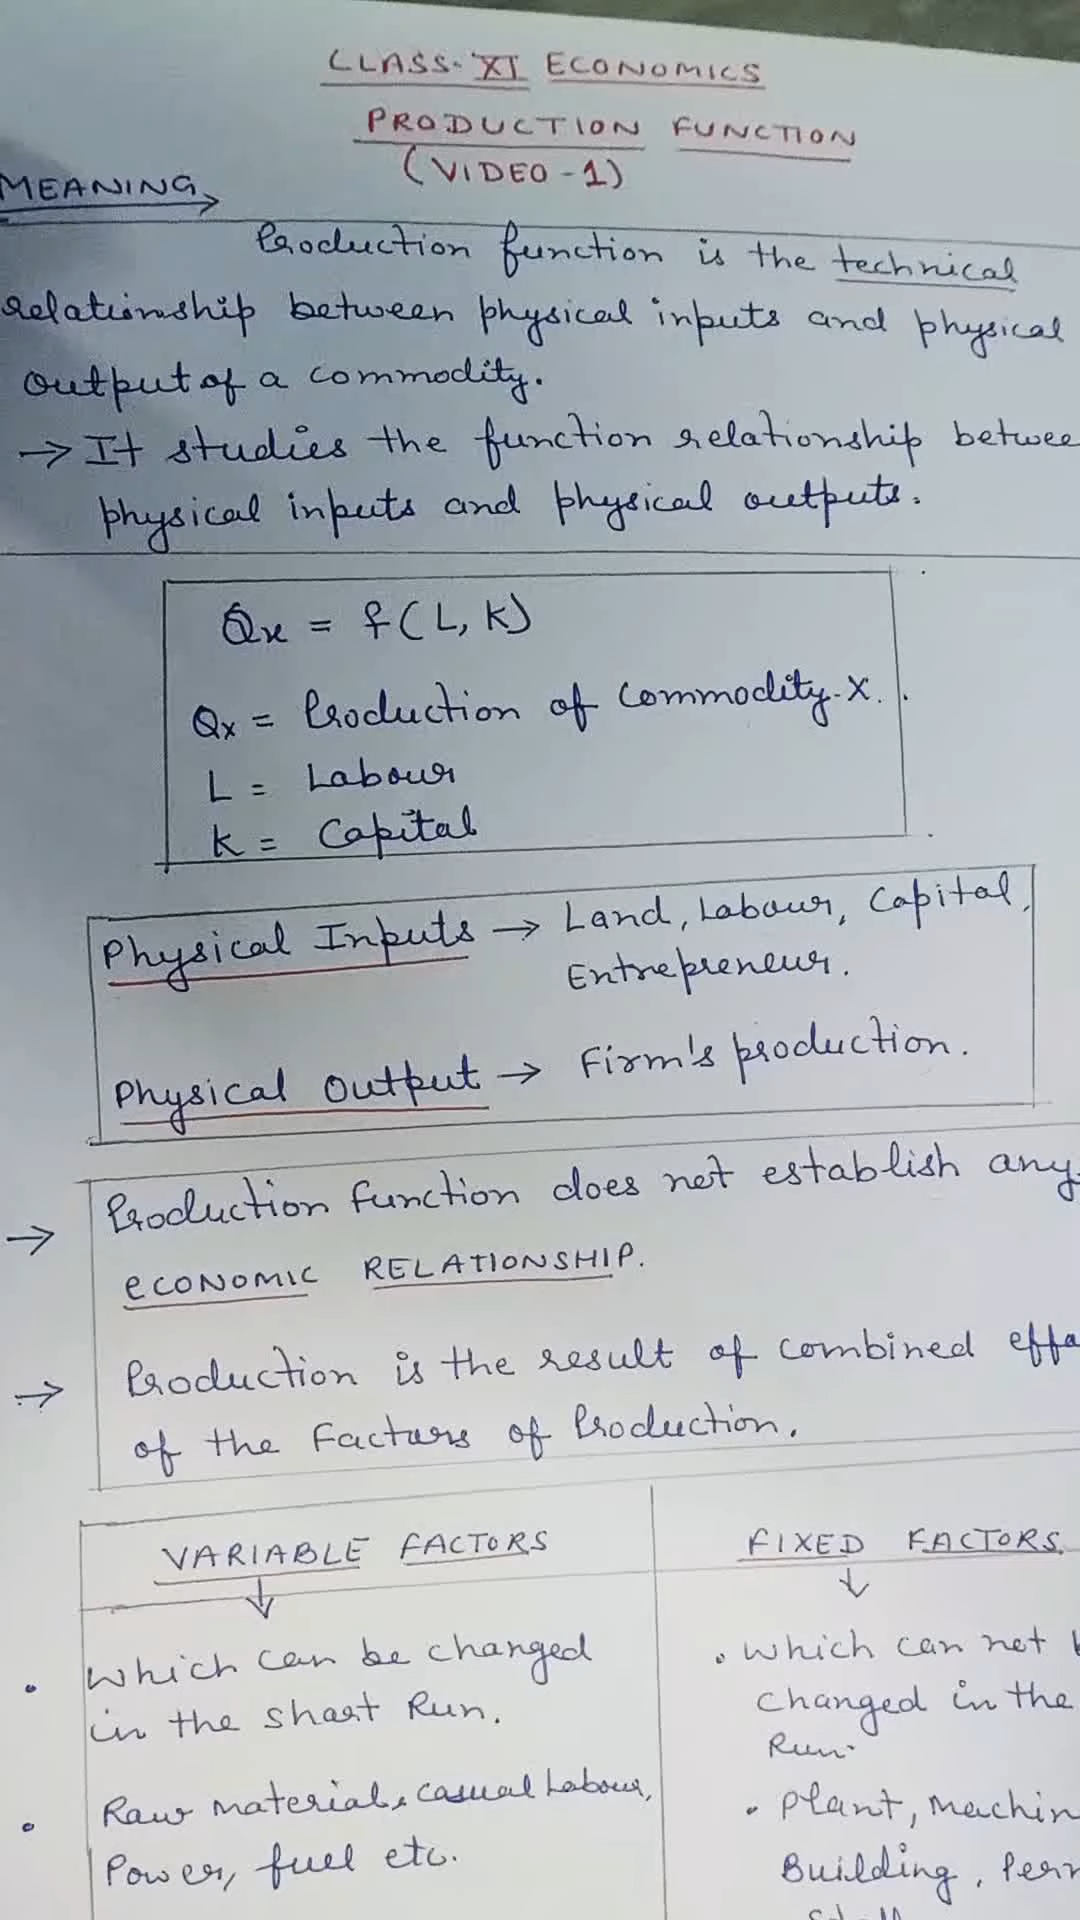 CLASS-XI ECONOMICS
PRODUCTION FUNCTION
(VIDEO-1)
MEANING
Production function is the technical
relationship between physical inputs and physical
output of a commodity.
→ It studies the function relationship betwee
physical inputs and physical outputs.
Qx = f(L, K)
Qx = Production of Commodity-X.
L = Labour
K = Capital
Physical Inputs → Land, Labour, Capital,
Entrepreneur.
Physical Output → Firm's production.
→ Production function does not establish any
ECONOMIC RELATIONSHIP.
→ Production is the result of combined effe
of the Factors of Production.
VARIABLE FACTORS
↓
• Which can be changed
in the short Run.
• Raw material, casual Labour,
Power, fuel etc.
FIXED FACTORS.
↓
• Which can not b
changed in the
Run.
• Plant, Machin
Building, Perm